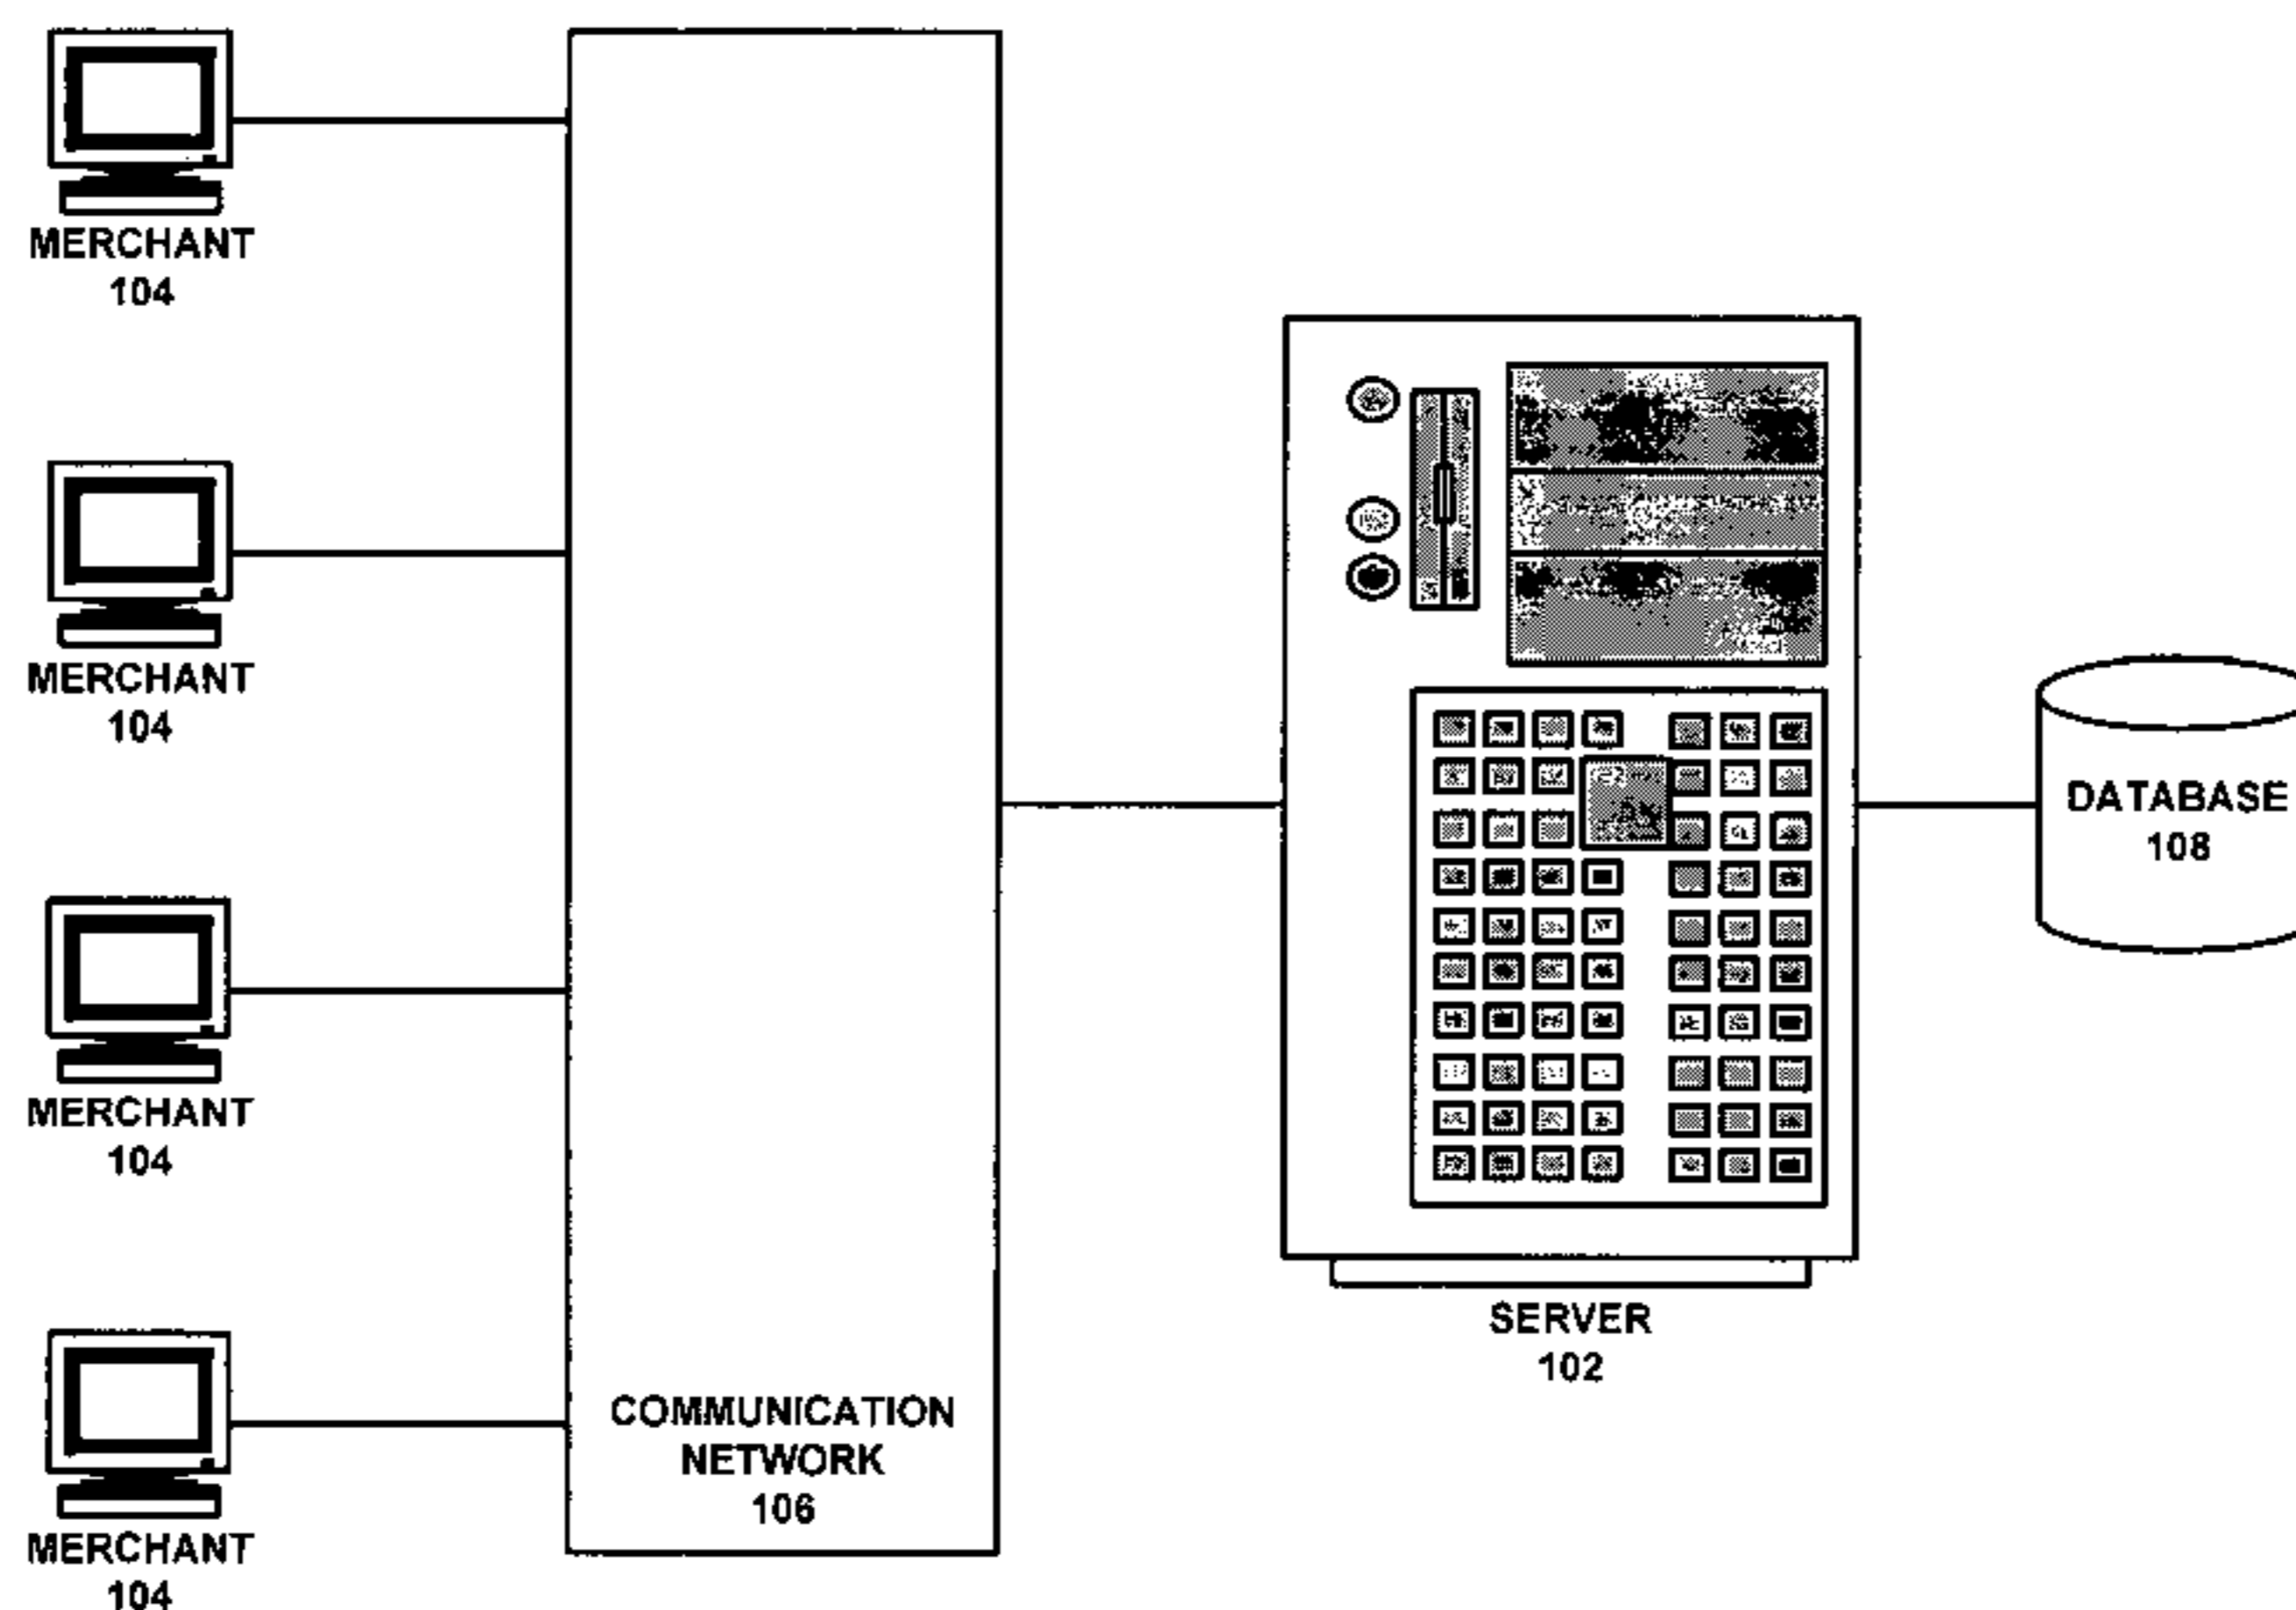 MERCHANT
104
MERCHANT
104
MERCHANT
104
MERCHANT
104
COMMUNICATION
NETWORK
106
SERVER
102
DATABASE
108